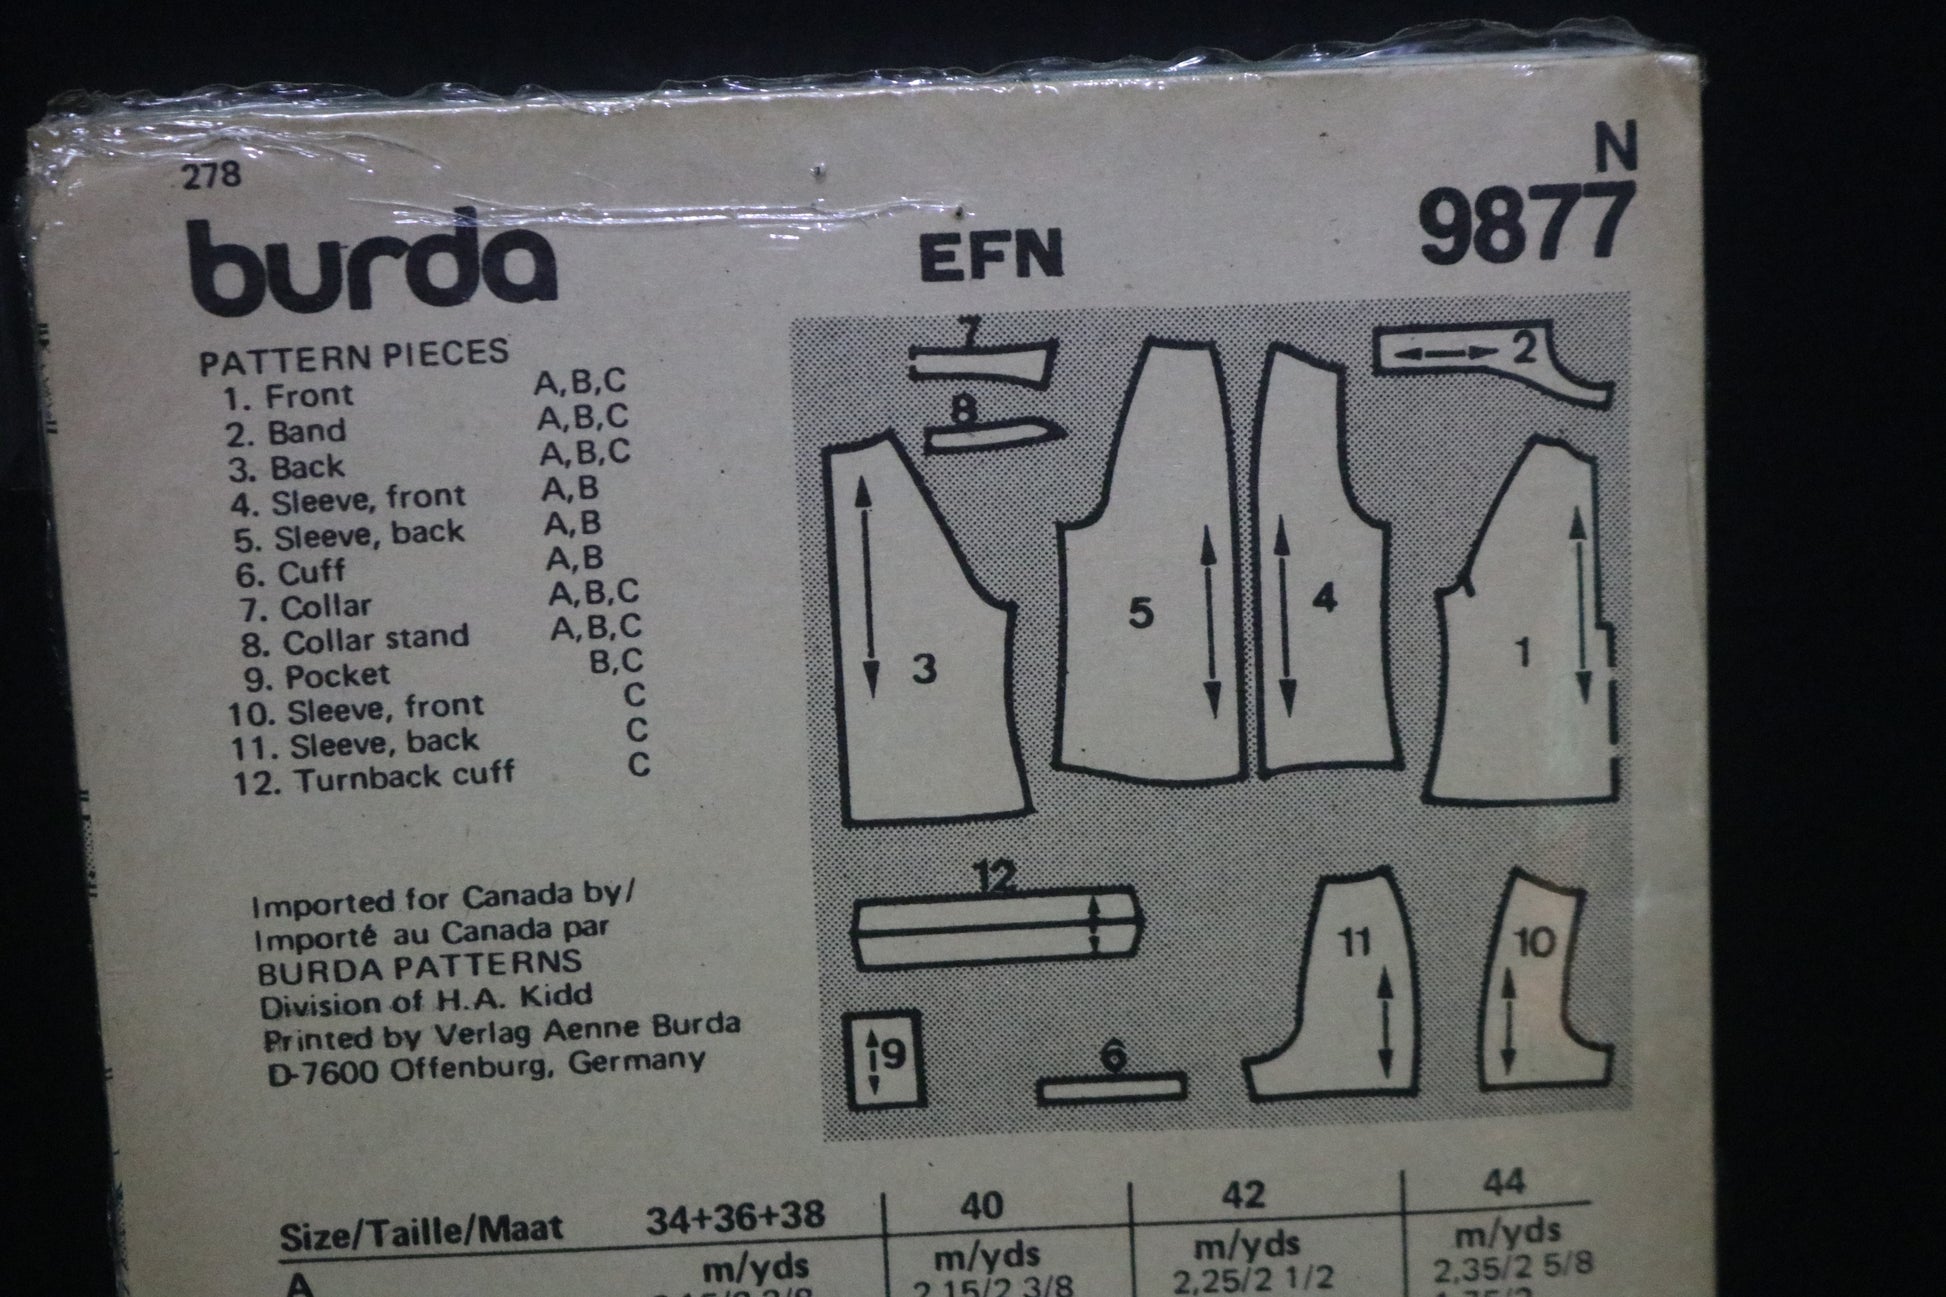 278
burda
EFN
N
9877
PATTERN PIECES
1. Front A,B,C
2. Band A,B,C
3. Back A,B,C
4. Sleeve, front A,B
5. Sleeve, back A,B
6. Cuff A,B
7. Collar A,B,C
8. Collar stand A,B,C
9. Pocket B,C
10. Sleeve, front C
11. Sleeve, back C
12. Turnback cuff C
7
8
2
3
5
4
1
12
11
10
9
6
Imported for Canada by/
Importé au Canada par
BURDA PATTERNS
Division of H.A. Kidd
Printed by Verlag Aenne Burda
D-7600 Offenburg, Germany
Size/Taille/Maat 34+36+38 40 42 44
m/yds m/yds m/yds m/yds
A 2,15/2 3/8 2,25/2 1/2 2,35/2 5/8